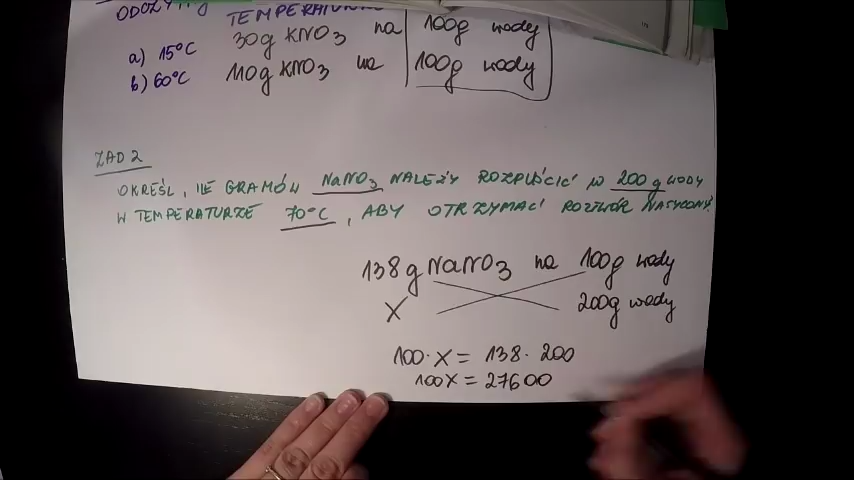 TEMPERATURZE
a) 15°C 30g KNO3 na 100g wody
b) 60°C 110g KNO3 na 100g wody
ZAD 2
OKREŚL, ILE GRAMÓW NaNO3 NALEŻY ROZPUŚCIĆ W 200 g WODY
W TEMPERATURZE 70°C, ABY OTRZYMAĆ ROZTWÓR NASYCONY.
138g NaNO3 na 100g wody
X 200g wody
100·X = 138·200
100X = 27600